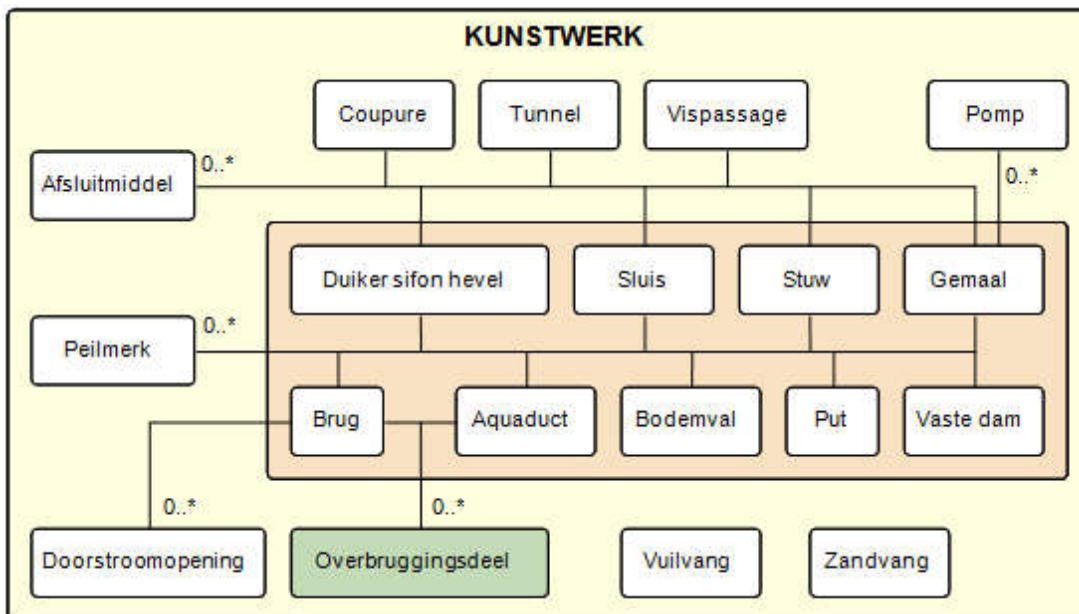 KUNSTWERK
Coupure
Tunnel
Vispassage
Pomp
Afsluitmiddel
0..*
0..*
Duiker sifon hevel
Sluis
Stuw
Gemaal
Peilmerk
0..*
Brug
Aquaduct
Bodemval
Put
Vaste dam
0..*
0..*
Doorstroomopening
Overbruggingsdeel
Vuilvang
Zandvang